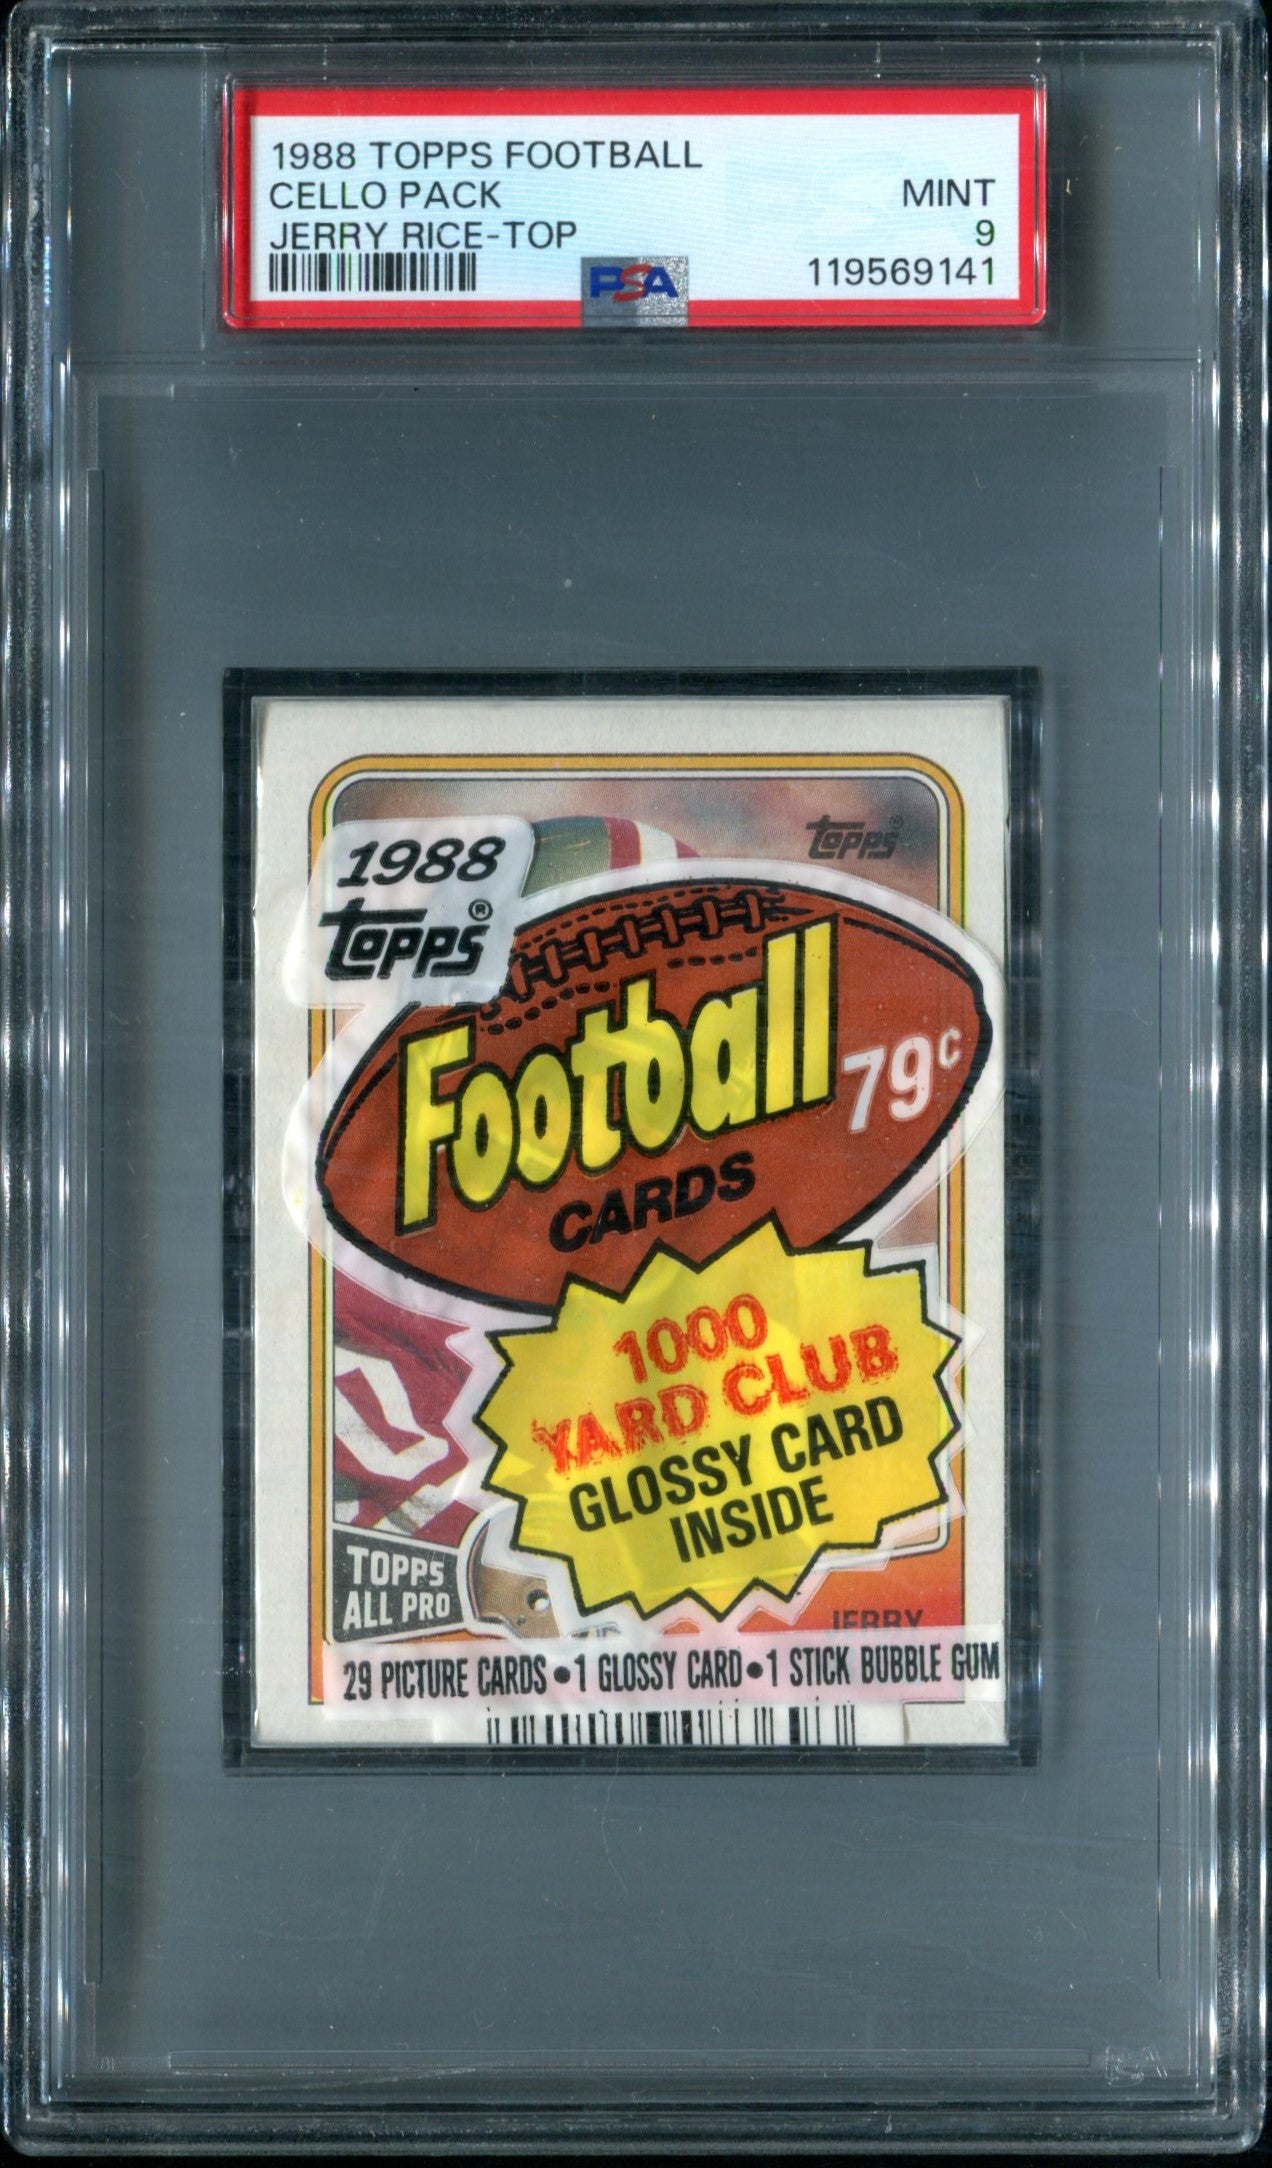 1988 TOPPS FOOTBALL
CELLO PACK
MINT
JERRY RICE-TOP
9
PSA
119569141
topps®
1988
topps®
Football
79c
CARDS
1000
YARD CLUB
GLOSSY CARD
INSIDE
TOPPS
ALL PRO
JERRY
29 PICTURE CARDS•1 GLOSSY CARD•1 STICK BUBBLE GUM